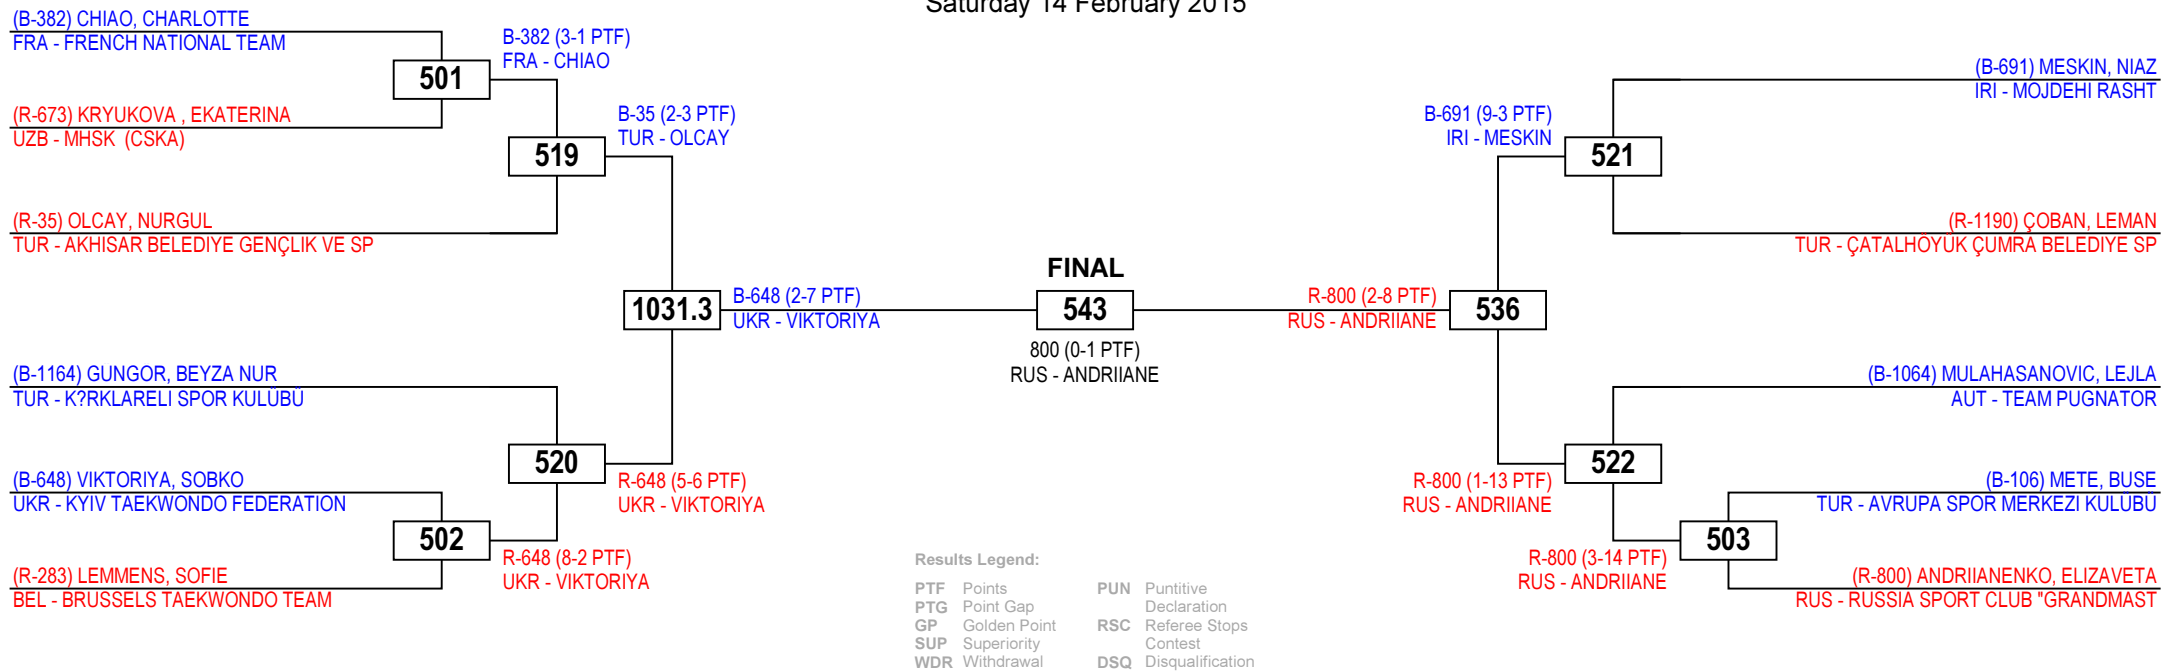 Saturday 14 February 2015
(B-382) CHIAO, CHARLOTTE
FRA - FRENCH NATIONAL TEAM
B-382 (3-1 PTF)
FRA - CHIAO
501
(R-673) KRYUKOVA , EKATERINA
UZB - MHSK (CSKA)
B-35 (2-3 PTF)
TUR - OLCAY
519
(R-35) OLCAY, NURGUL
TUR - AKHISAR BELEDIYE GENÇLIK VE SP
1031.3
B-648 (2-7 PTF)
UKR - VIKTORIYA
(B-1164) GUNGOR, BEYZA NUR
TUR - K?RKLARELI SPOR KULÜBÜ
520
R-648 (5-6 PTF)
UKR - VIKTORIYA
(B-648) VIKTORIYA, SOBKO
UKR - KYIV TAEKWONDO FEDERATION
502
R-648 (8-2 PTF)
UKR - VIKTORIYA
(R-283) LEMMENS, SOFIE
BEL - BRUSSELS TAEKWONDO TEAM
FINAL
543
800 (0-1 PTF)
RUS - ANDRIIANE
(B-691) MESKIN, NIAZ
IRI - MOJDEHI RASHT
B-691 (9-3 PTF)
IRI - MESKIN
521
(R-1190) ÇOBAN, LEMAN
TUR - ÇATALHÖYÜK ÇUMRA BELEDIYE SP
R-800 (2-8 PTF)
RUS - ANDRIIANE
536
(B-1064) MULAHASANOVIC, LEJLA
AUT - TEAM PUGNATOR
522
R-800 (1-13 PTF)
RUS - ANDRIIANE
(B-106) METE, BUSE
TUR - AVRUPA SPOR MERKEZI KULÜBÜ
503
R-800 (3-14 PTF)
RUS - ANDRIIANE
(R-800) ANDRIIANENKO, ELIZAVETA
RUS - RUSSIA SPORT CLUB "GRANDMAST
Results Legend:
PTF Points
PTG Point Gap
GP Golden Point
SUP Superiority
WDR Withdrawal
PUN Puntitive
Declaration
RSC Referee Stops
Contest
DSQ Disqualification